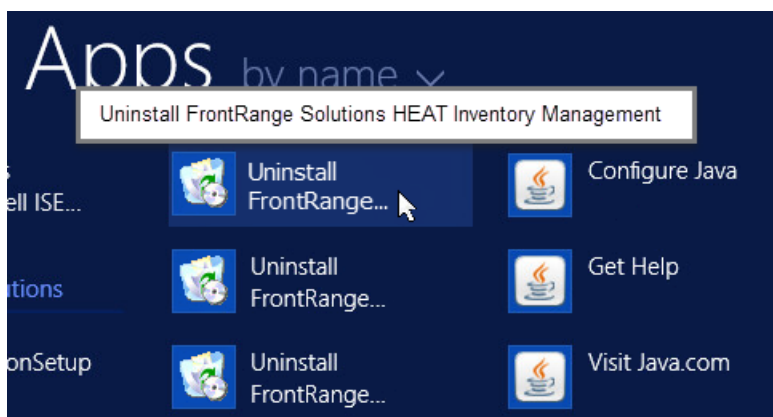 Apps by name
Uninstall FrontRange Solutions HEAT Inventory Management
ell ISE...
utions
onSetup
Uninstall
FrontRange...
Uninstall
FrontRange...
Uninstall
FrontRange...
Configure Java
Get Help
Visit Java.com